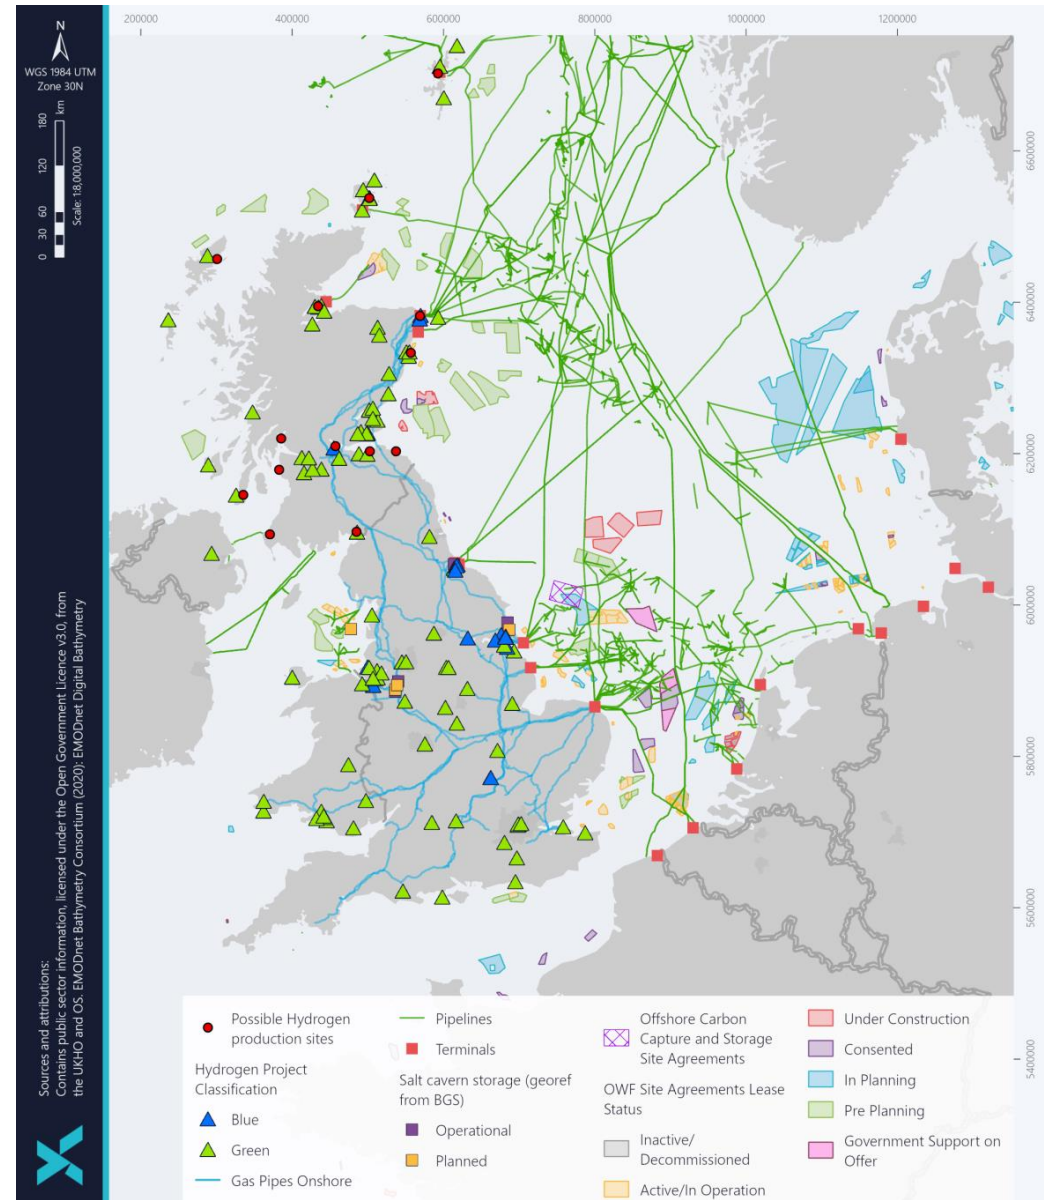 200000 400000 600000 800000 1000000 1200000
N
WGS 1984 UTM
Zone 30N
0 30 60 120 180
km
Scale: 1:8,000,000
6600000
6400000
6200000
6000000
5800000
5600000
5400000
Sources and attributions:
Contains public sector information, licensed under the Open Government Licence v3.0, from
the UKHO and OS. EMODnet Bathymetry Consortium (2020): EMODnet Digital Bathymetry
Possible Hydrogen
production sites
Hydrogen Project
Classification
Blue
Green
Gas Pipes Onshore
Pipelines
Terminals
Salt cavern storage (georef
from BGS)
Operational
Planned
Offshore Carbon
Capture and Storage
Site Agreements
OWF Site Agreements Lease
Status
Inactive/
Decommissioned
Active/In Operation
Under Construction
Consented
In Planning
Pre Planning
Government Support on
Offer